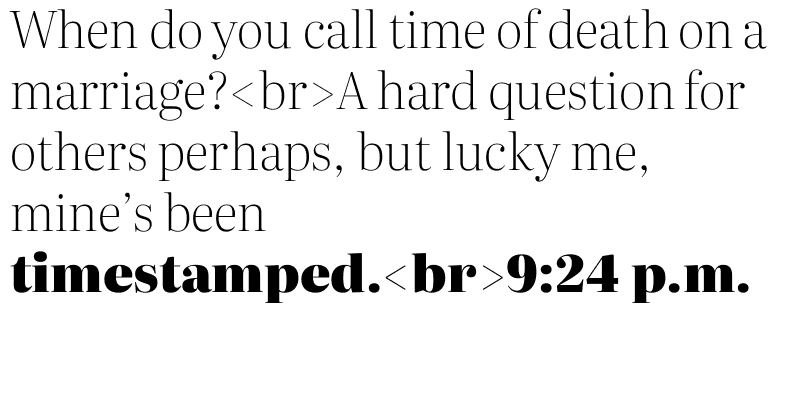 When do you call time of death on a
marriage?<br>A hard question for
others perhaps, but lucky me,
mine’s been
timestamped.<br>9:24 p.m.